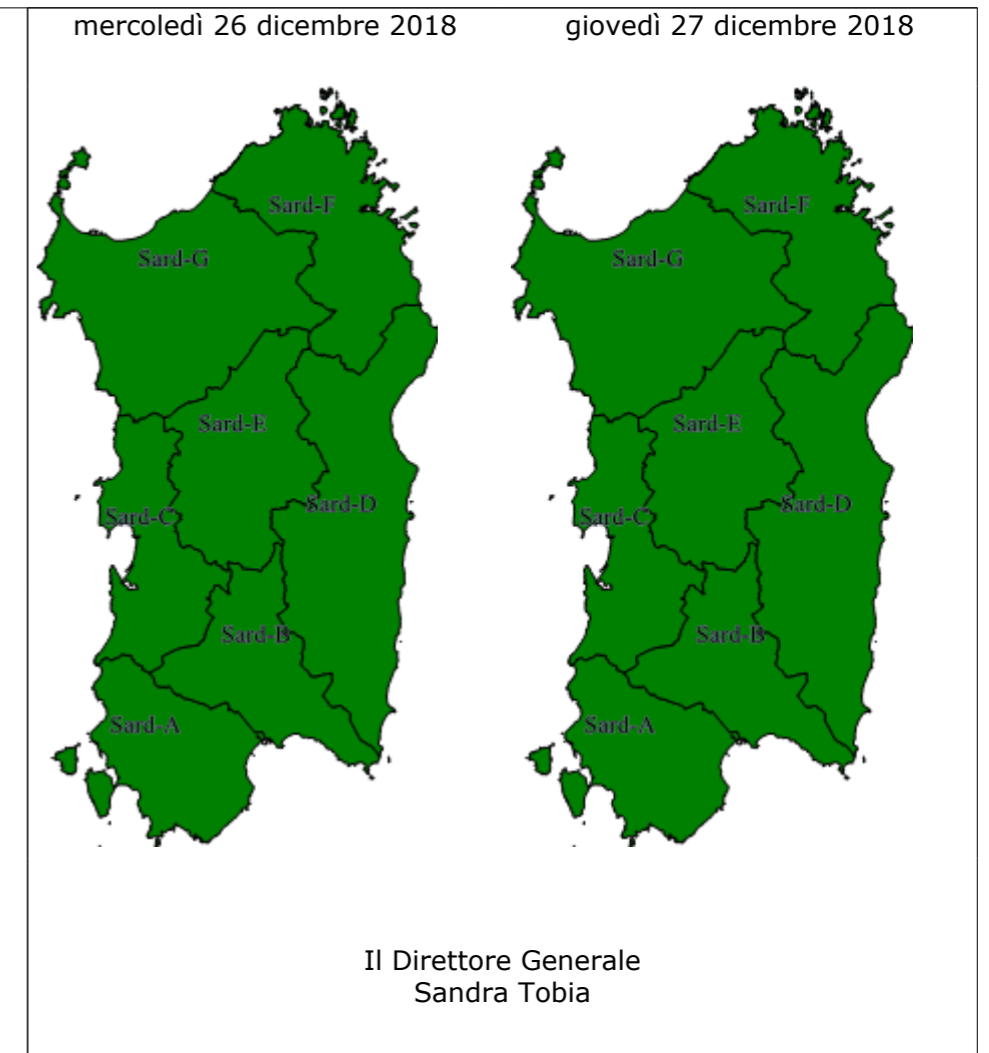 mercoledì 26 dicembre 2018
giovedì 27 dicembre 2018
Sard-F
Sard-G
Sard-E
Sard-D
Sard-C
Sard-B
Sard-A
Sard-F
Sard-G
Sard-E
Sard-D
Sard-C
Sard-B
Sard-A
Il Direttore Generale
Sandra Tobia